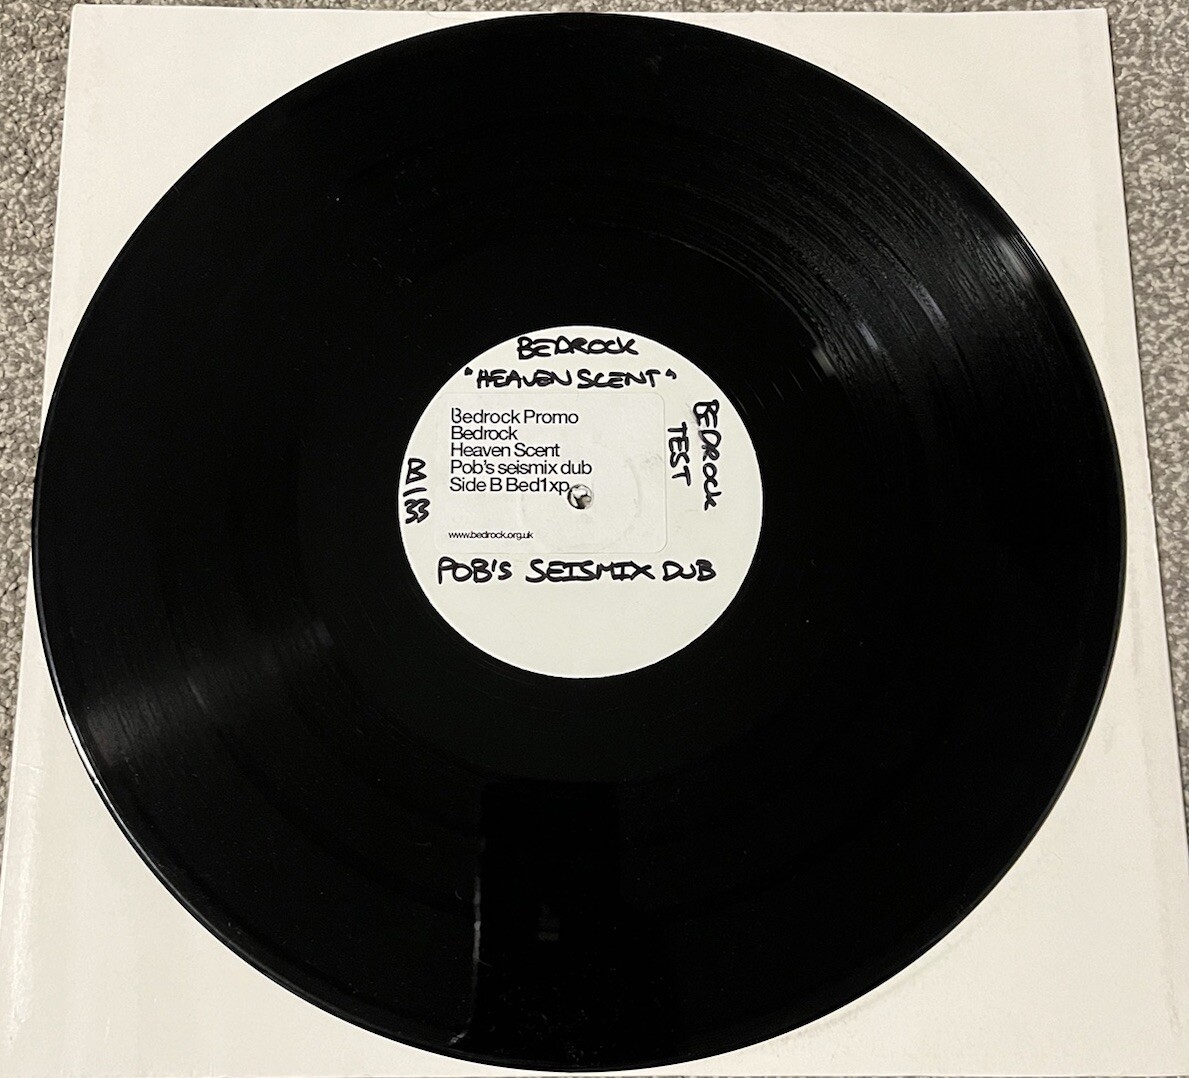 BEDROCK
"HEAVEN SCENT"
Bedrock Promo
Bedrock
Heaven Scent
Pob's seismix dub
Side B Bed1xp
www.bedrock.org.uk
B/33
BEDROCK
TEST
POB'S SEISMIX DUB